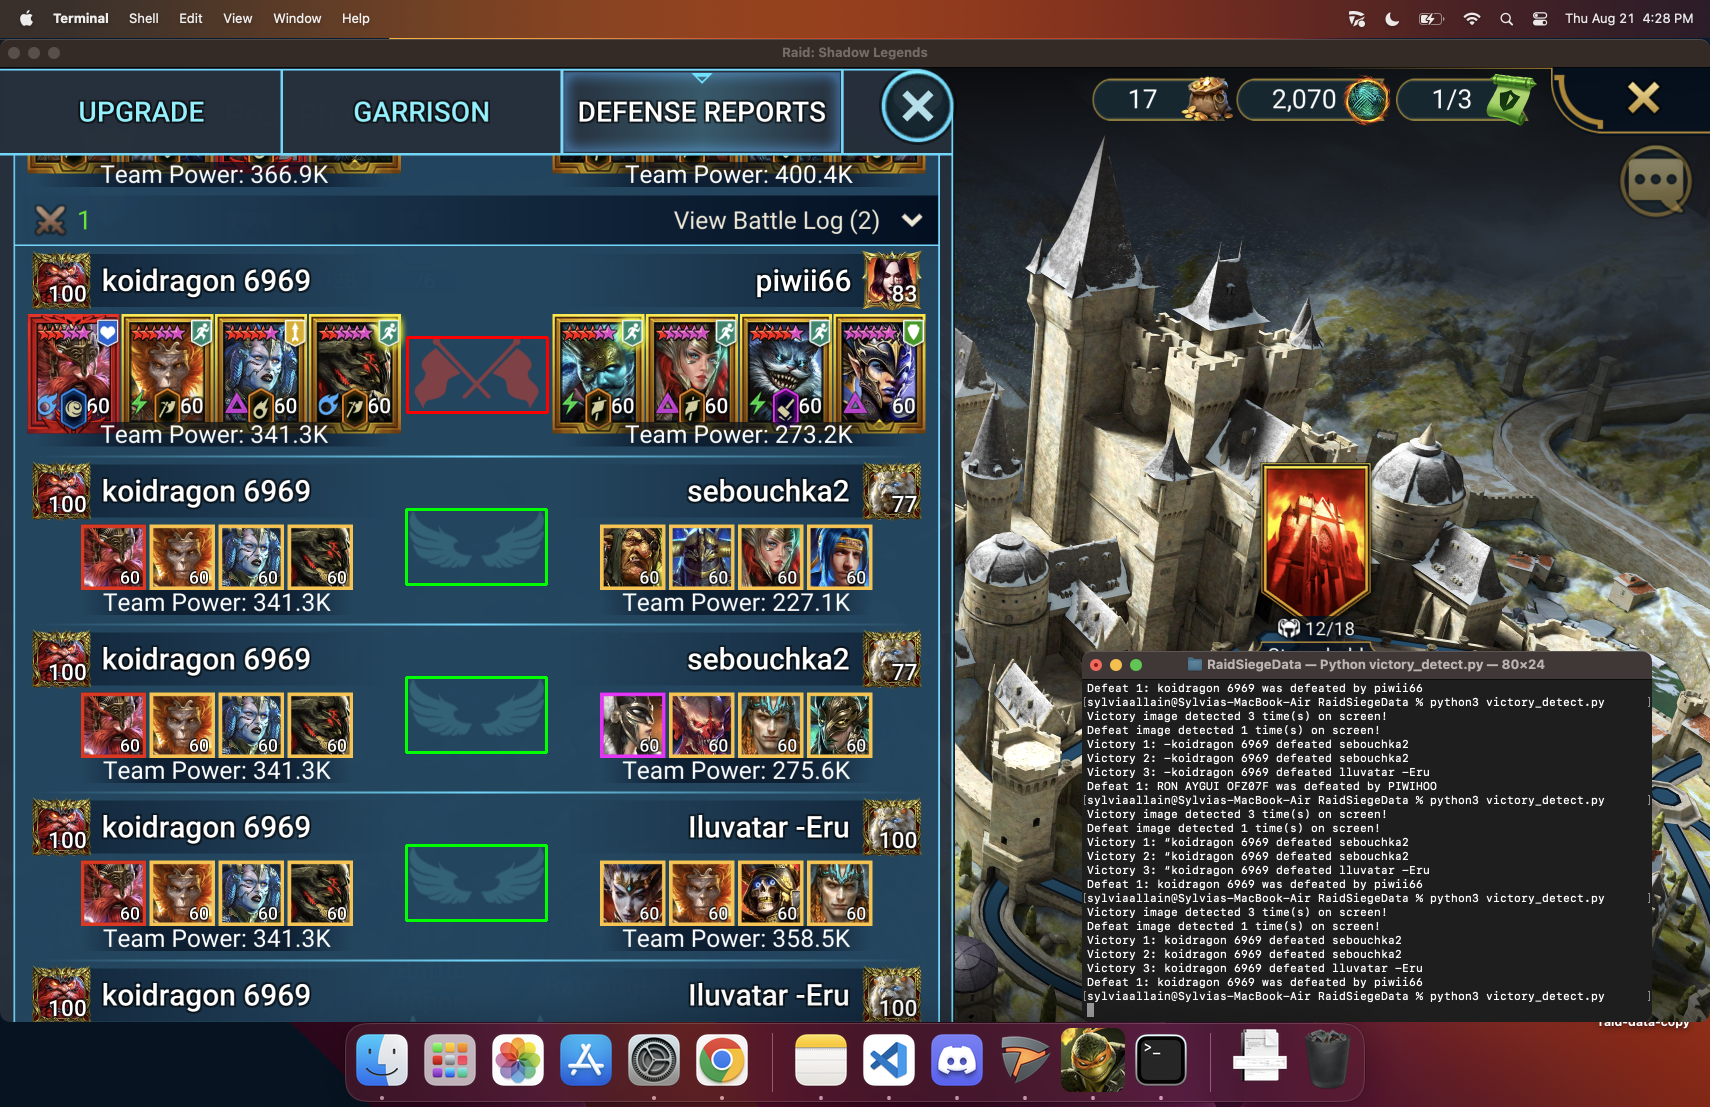 Terminal Shell Edit View Window Help
Thu Aug 21 4:28 PM
Raid: Shadow Legends
UPGRADE GARRISON DEFENSE REPORTS
17 2,070 1/3
Team Power: 366.9K Team Power: 400.4K
1 View Battle Log (2)
100 koidragon 6969 piwii66 83
60 60 60 60 60 60 60 60
Team Power: 341.3K Team Power: 273.2K
100 koidragon 6969 sebouchka2 77
60 60 60 60 60 60 60 60
Team Power: 341.3K Team Power: 227.1K
100 koidragon 6969 sebouchka2 77
60 60 60 60 60 60 60 60
Team Power: 341.3K Team Power: 275.6K
100 koidragon 6969 Iluvatar -Eru 100
60 60 60 60 60 60 60 60
Team Power: 341.3K Team Power: 358.5K
100 koidragon 6969 Iluvatar -Eru 100
12/18
RaidSiegeData — Python victory_detect.py — 80×24
Defeat 1: koidragon 6969 was defeated by piwii66
[sylviaallain@Sylvias-MacBook-Air RaidSiegeData % python3 victory_detect.py ]
Victory image detected 3 time(s) on screen!
Defeat image detected 1 time(s) on screen!
Victory 1: —koidragon 6969 defeated sebouchka2
Victory 2: —koidragon 6969 defeated sebouchka2
Victory 3: —koidragon 6969 defeated lluvatar —Eru
Defeat 1: RON AYGUI OFZ07F was defeated by PIWIHOO
[sylviaallain@Sylvias-MacBook-Air RaidSiegeData % python3 victory_detect.py ]
Victory image detected 3 time(s) on screen!
Defeat image detected 1 time(s) on screen!
Victory 1: “koidragon 6969 defeated sebouchka2
Victory 2: “koidragon 6969 defeated sebouchka2
Victory 3: “koidragon 6969 defeated lluvatar —Eru
Defeat 1: koidragon 6969 was defeated by piwii66
[sylviaallain@Sylvias-MacBook-Air RaidSiegeData % python3 victory_detect.py ]
Victory image detected 3 time(s) on screen!
Defeat image detected 1 time(s) on screen!
Victory 1: koidragon 6969 defeated sebouchka2
Victory 2: koidragon 6969 defeated sebouchka2
Victory 3: koidragon 6969 defeated lluvatar —Eru
Defeat 1: koidragon 6969 was defeated by piwii66
[sylviaallain@Sylvias-MacBook-Air RaidSiegeData % python3 victory_detect.py ]
raid-data-copy